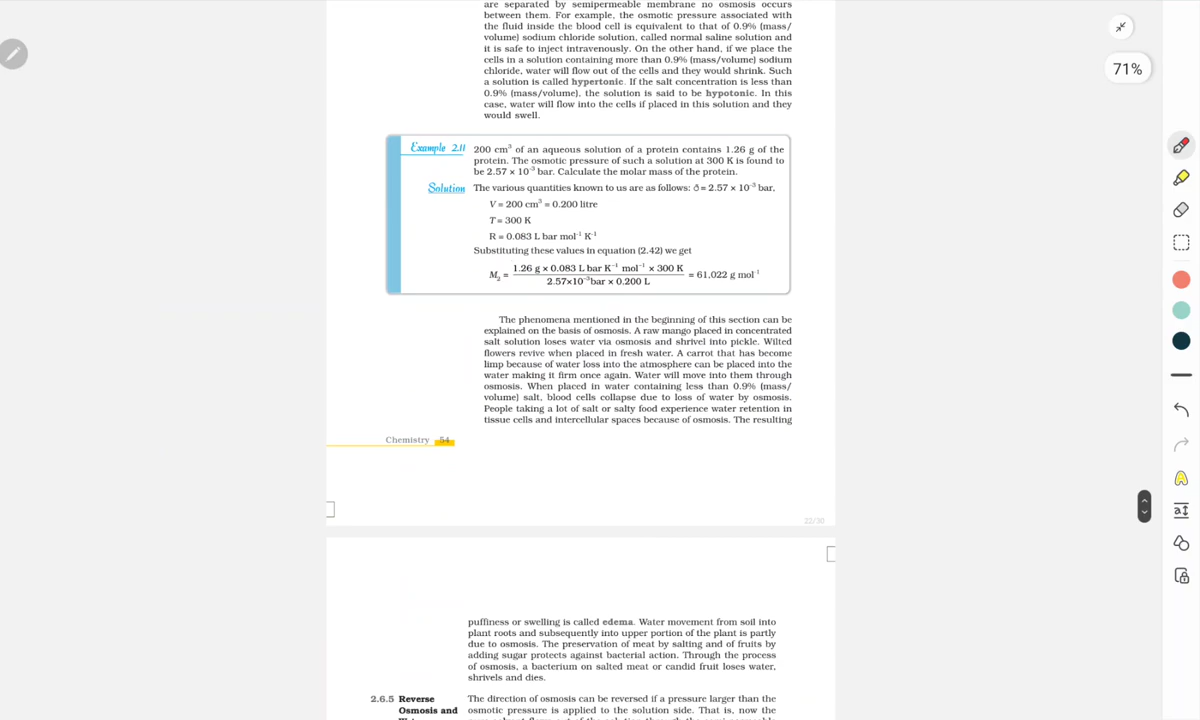 71%
are separated by semipermeable membrane no osmosis occurs
between them. For example, the osmotic pressure associated with
the fluid inside the blood cell is equivalent to that of 0.9% (mass/
volume) sodium chloride solution, called normal saline solution and
it is safe to inject intravenously. On the other hand, if we place the
cells in a solution containing more than 0.9% (mass/volume) sodium
chloride, water will flow out of the cells and they would shrink. Such
a solution is called hypertonic. If the salt concentration is less than
0.9% (mass/volume), the solution is said to be hypotonic. In this
case, water will flow into the cells if placed in this solution and they
would swell.
Example 2.11 200 cm³ of an aqueous solution of a protein contains 1.26 g of the
protein. The osmotic pressure of such a solution at 300 K is found to
be 2.57 × 10⁻³ bar. Calculate the molar mass of the protein.
Solution The various quantities known to us are as follows: ð = 2.57 × 10⁻³ bar,
V = 200 cm³ = 0.200 litre
T = 300 K
R = 0.083 L bar mol⁻¹ K⁻¹
Substituting these values in equation (2.42) we get
M₂ = 1.26 g × 0.083 L bar K⁻¹ mol⁻¹ × 300 K / 2.57×10⁻³ bar × 0.200 L = 61,022 g mol⁻¹
The phenomena mentioned in the beginning of this section can be
explained on the basis of osmosis. A raw mango placed in concentrated
salt solution loses water via osmosis and shrivel into pickle. Wilted
flowers revive when placed in fresh water. A carrot that has become
limp because of water loss into the atmosphere can be placed into the
water making it firm once again. Water will move into them through
osmosis. When placed in water containing less than 0.9% (mass/
volume) salt, blood cells collapse due to loss of water by osmosis.
People taking a lot of salt or salty food experience water retention in
tissue cells and intercellular spaces because of osmosis. The resulting
Chemistry 54
22/30
puffiness or swelling is called edema. Water movement from soil into
plant roots and subsequently into upper portion of the plant is partly
due to osmosis. The preservation of meat by salting and of fruits by
adding sugar protects against bacterial action. Through the process
of osmosis, a bacterium on salted meat or candid fruit loses water,
shrivels and dies.
2.6.5 Reverse The direction of osmosis can be reversed if a pressure larger than the
Osmosis and osmotic pressure is applied to the solution side. That is, now the